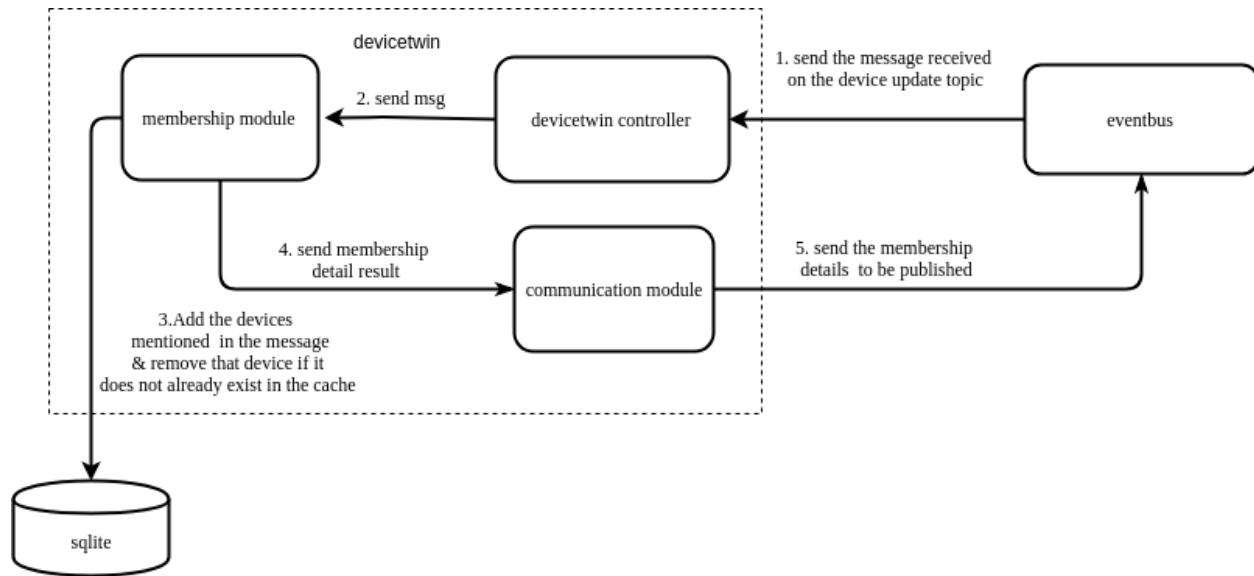 devicetwin
1. send the message received
on the device update topic
membership module
2. send msg
devicetwin controller
eventbus
4. send membership
detail result
5. send the membership
details to be published
communication module
3.Add the devices
mentioned in the message
& remove that device if it
does not already exist in the cache
sqlite